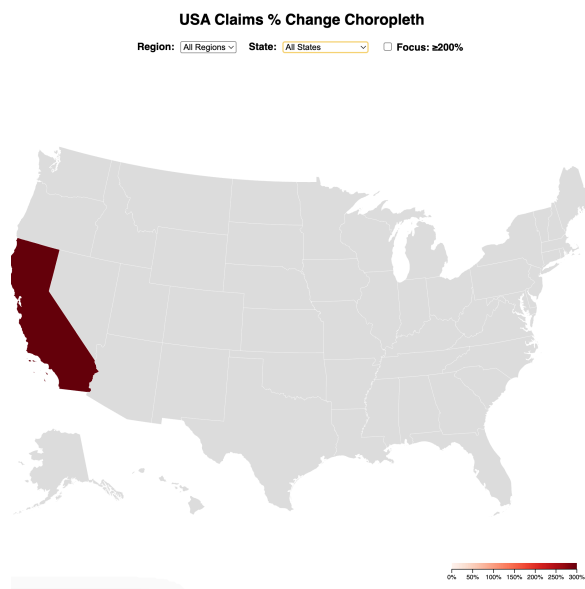 USA Claims % Change Choropleth
Region: All Regions State: All States Focus: ≥200%
0% 50% 100% 150% 200% 250% 300%